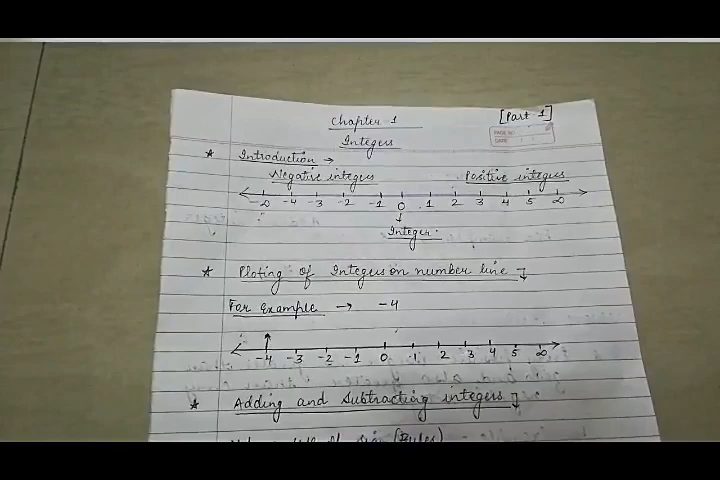 Chapter 1
[Part 1]
PAGE NO.
DATE
Integers
* Introduction →
Negative integers
Positive integers
-∞ -4 -3 -2 -1 0 1 2 3 4 5 ∞
Integer
* Ploting of Integers on number line
For Example → -4
-4 -3 -2 -1 0 1 2 3 4 5 ∞
* Adding and Subtracting integers
(Rules)